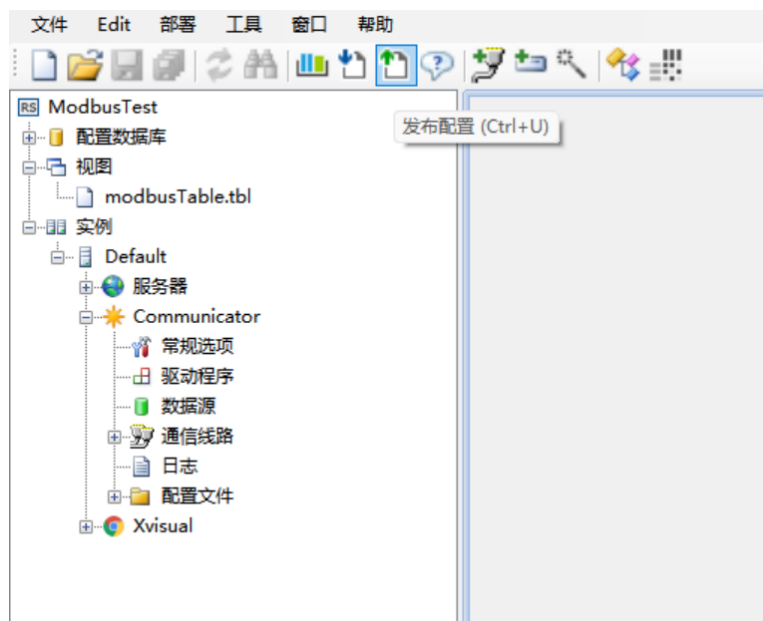 文件 Edit 部署 工具 窗口 帮助
RS ModbusTest
发布配置 (Ctrl+U)
配置数据库
视图
modbusTable.tbl
实例
Default
服务器
Communicator
常规选项
驱动程序
数据源
通信线路
日志
配置文件
Xvisual